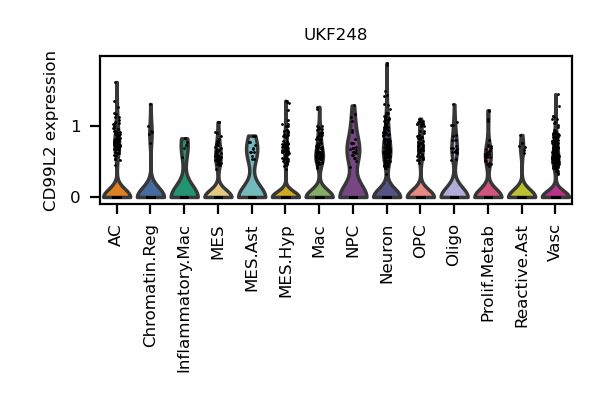 UKF248
CD99L2 expression
1
0
AC
Chromatin.Reg
Inflammatory.Mac
MES
MES.Ast
MES.Hyp
Mac
NPC
Neuron
OPC
Oligo
Prolif.Metab
Reactive.Ast
Vasc